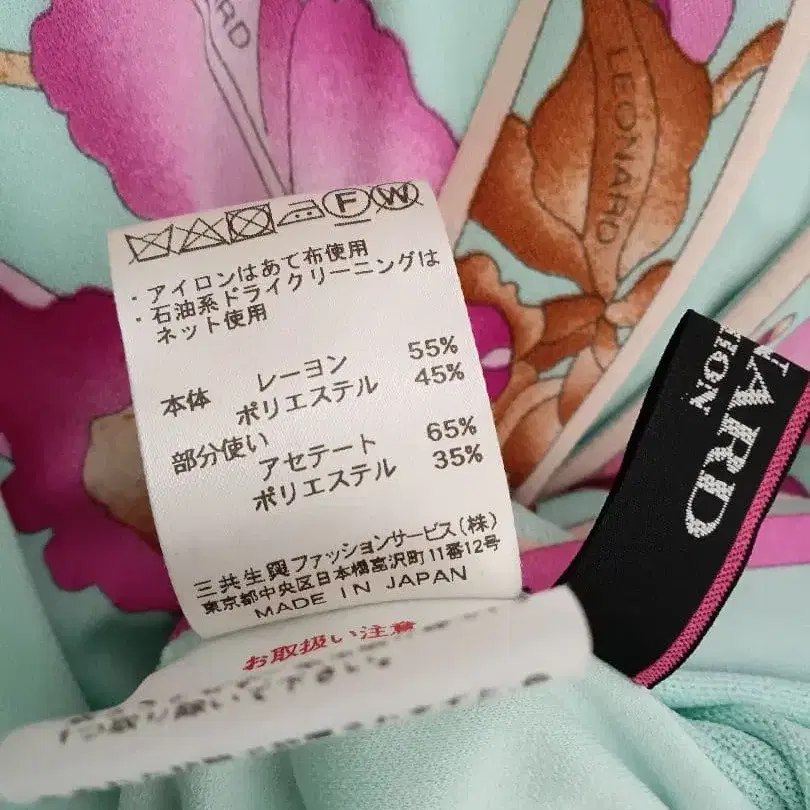 RD
LEONARD
F W
・アイロンはあて布使用
・石油系ドライクリーニングは
ネット使用
本体 レーヨン 55%
ポリエステル 45%
部分使い
アセテート 65%
ポリエステル 35%
三共生興ファッションサービス(株)
東京都中央区日本橋富沢町11番12号
MADE IN JAPAN
お取扱い注意
NARD
TION